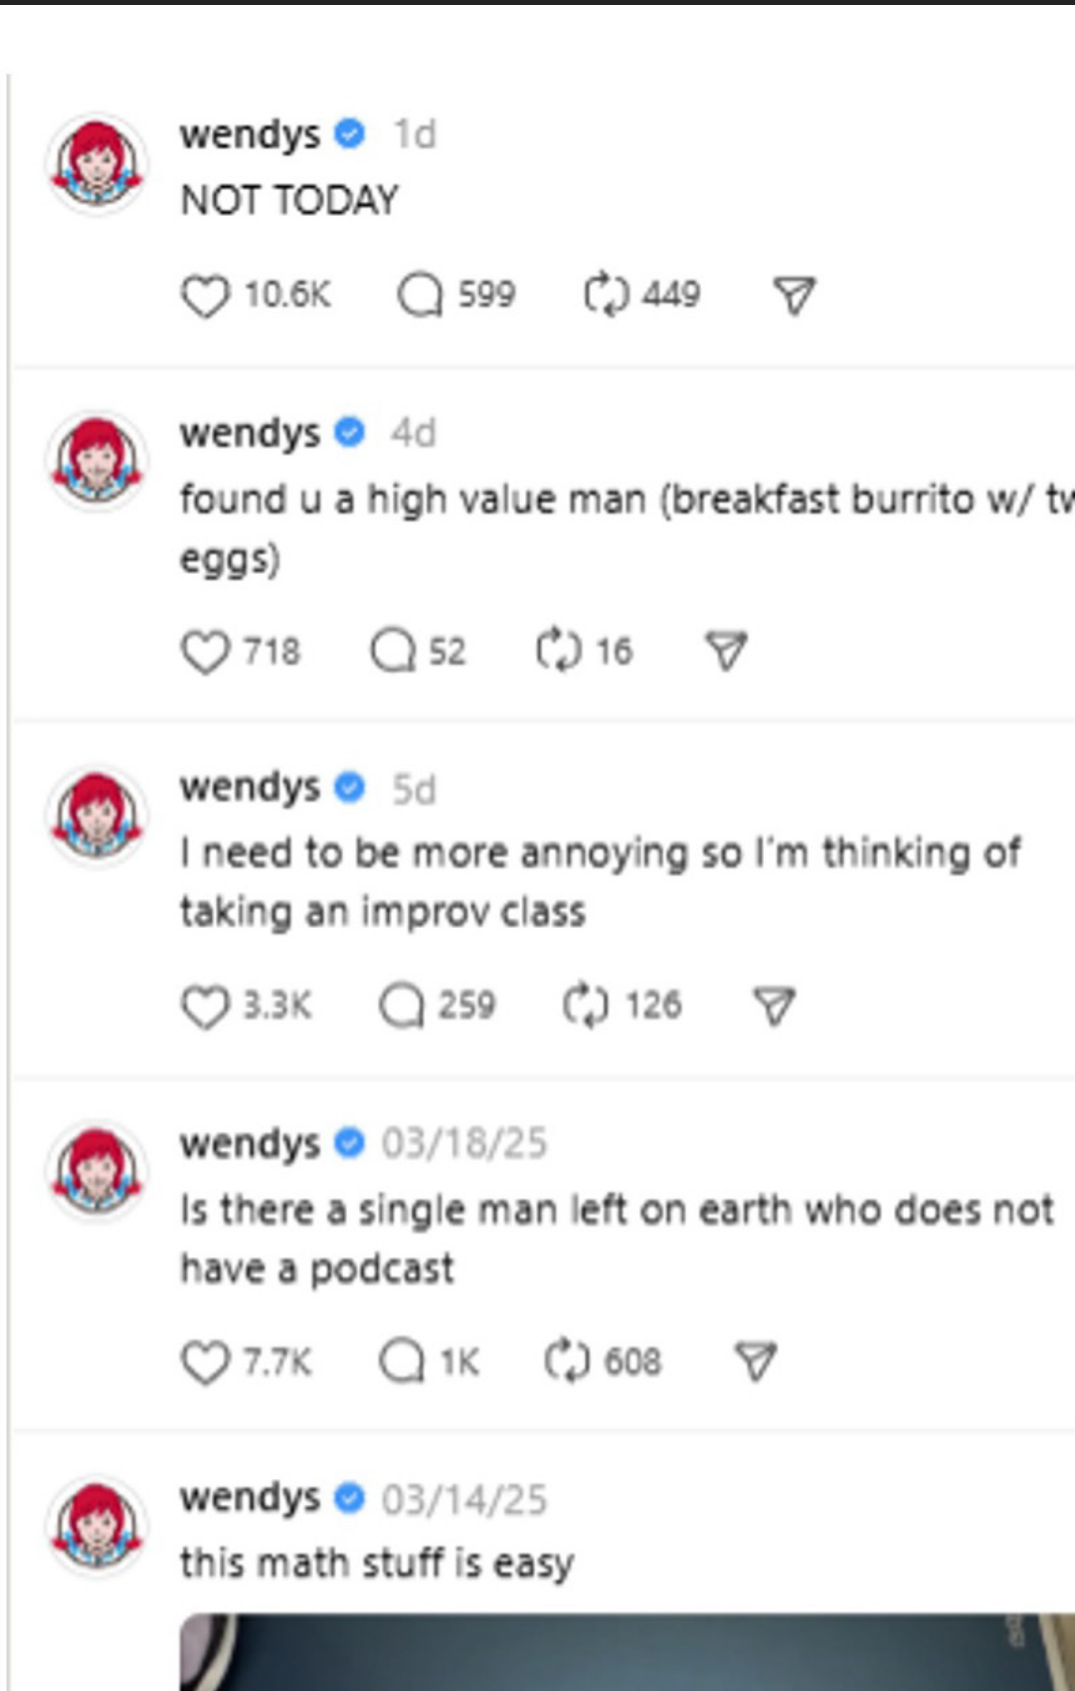 wendys 1d
NOT TODAY
10.6K 599 449
wendys 4d
found u a high value man (breakfast burrito w/
eggs)
718 52 16
wendys 5d
I need to be more annoying so I'm thinking of
taking an improv class
3.3K 259 126
wendys 03/18/25
Is there a single man left on earth who does not
have a podcast
7.7K 1K 608
wendys 03/14/25
this math stuff is easy